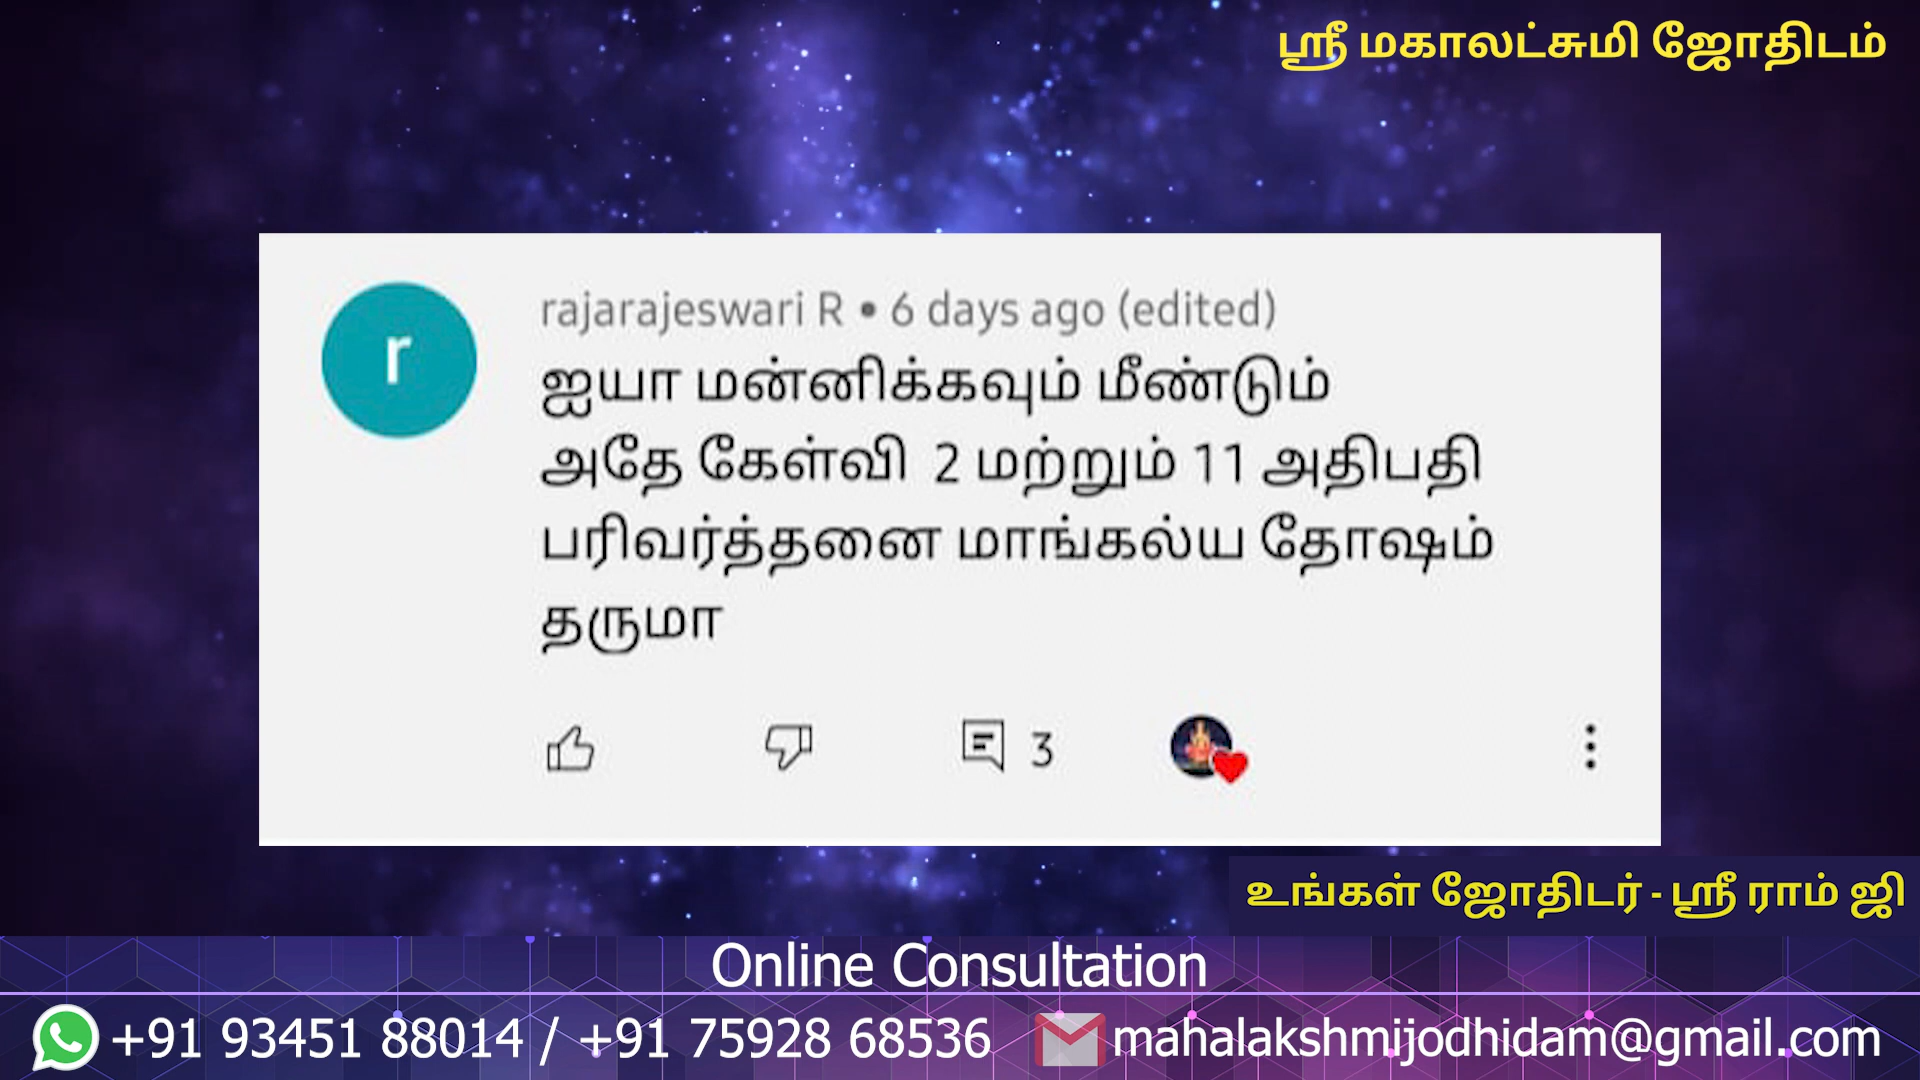 ஸ்ரீ மகாலட்சுமி ஜோதிடம்
r
rajarajeswari R • 6 days ago (edited)
ஐயா மன்னிக்கவும் மீண்டும்
அதே கேள்வி 2 மற்றும் 11 அதிபதி
பரிவர்த்தனை மாங்கல்ய தோஷம்
தருமா
3
உங்கள் ஜோதிடர் - ஸ்ரீ ராம் ஜி
Online Consultation
+91 93451 88014 / +91 75928 68536 mahalakshmijodhidam@gmail.com